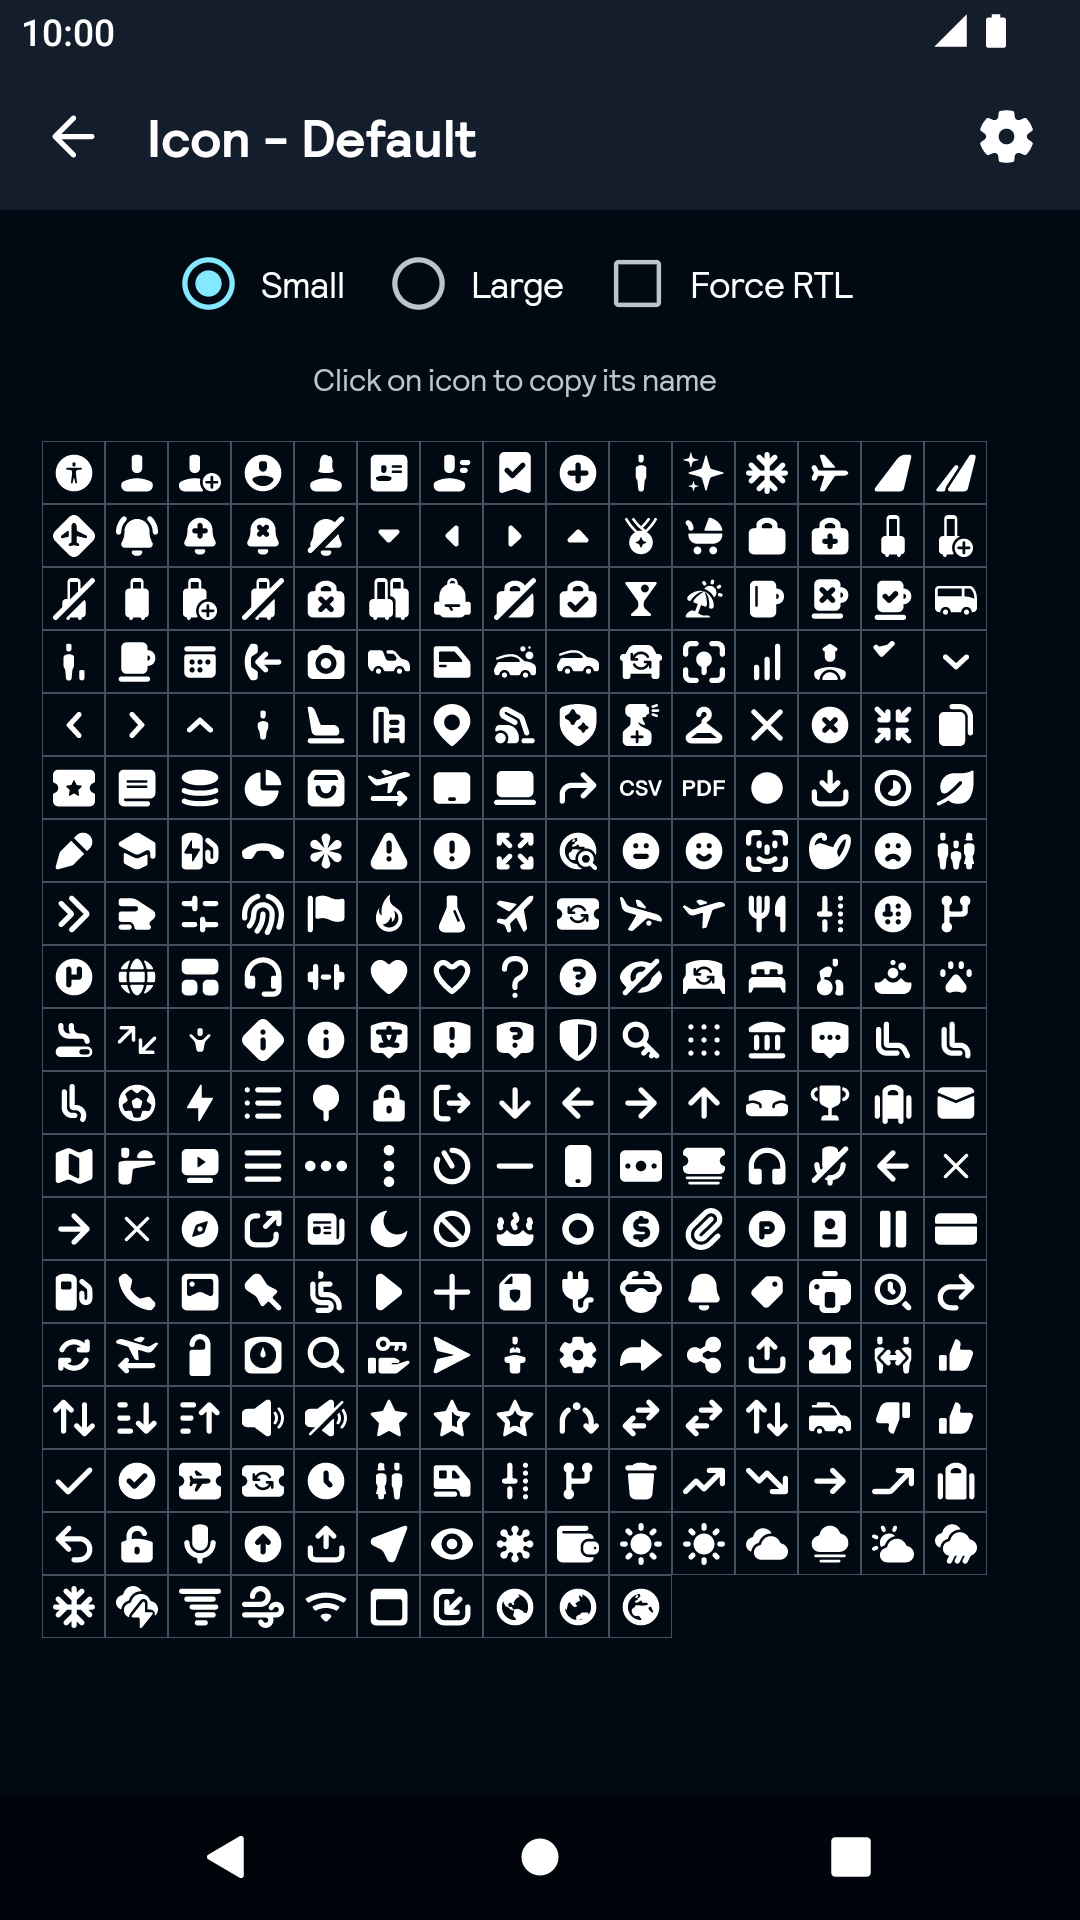 10:00
Icon - Default
Small
Large
Force RTL
Click on icon to copy its name
CSV
PDF